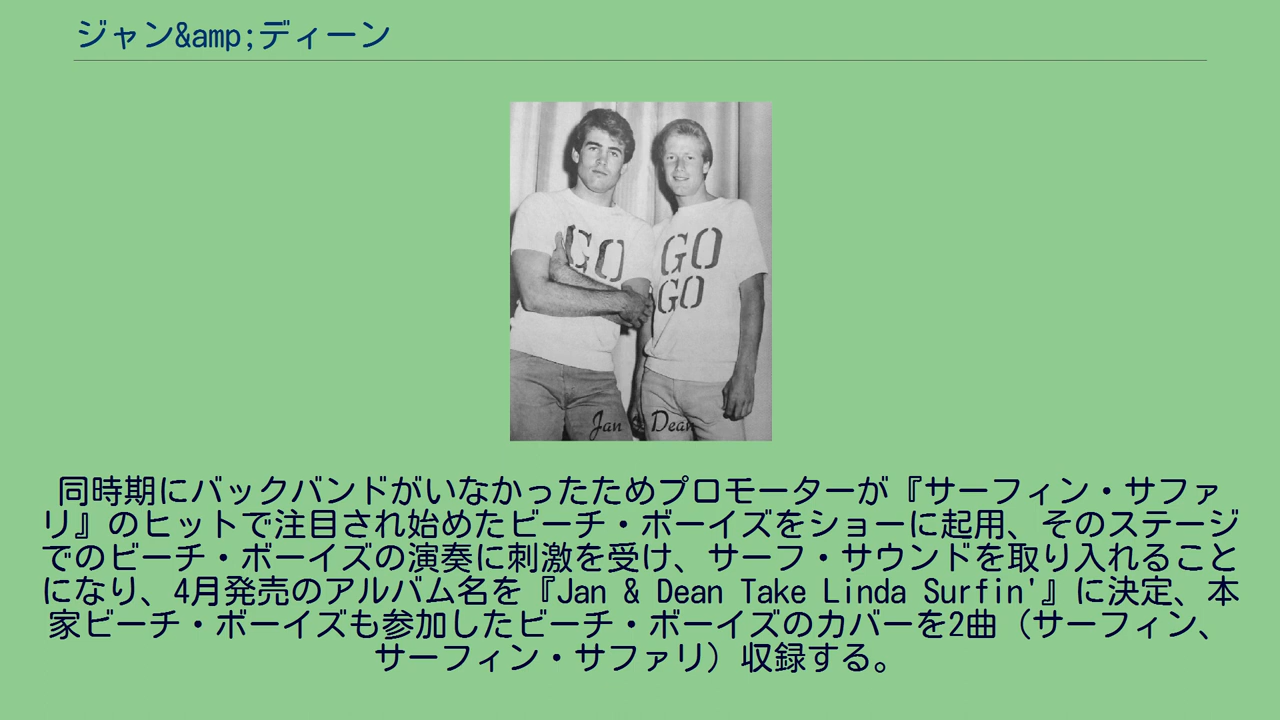 ジャン&amp;ディーン
GO
GO
GO
Jan & Dean
同時期にバックバンドがいなかったためプロモーターが『サーフィン・サファ
リ』のヒットで注目され始めたビーチ・ボーイズをショーに起用、そのステージ
でのビーチ・ボーイズの演奏に刺激を受け、サーフ・サウンドを取り入れること
になり、4月発売のアルバム名を『Jan & Dean Take Linda Surfin'』に決定、本
家ビーチ・ボーイズも参加したビーチ・ボーイズのカバーを2曲（サーフィン、
サーフィン・サファリ）収録する。